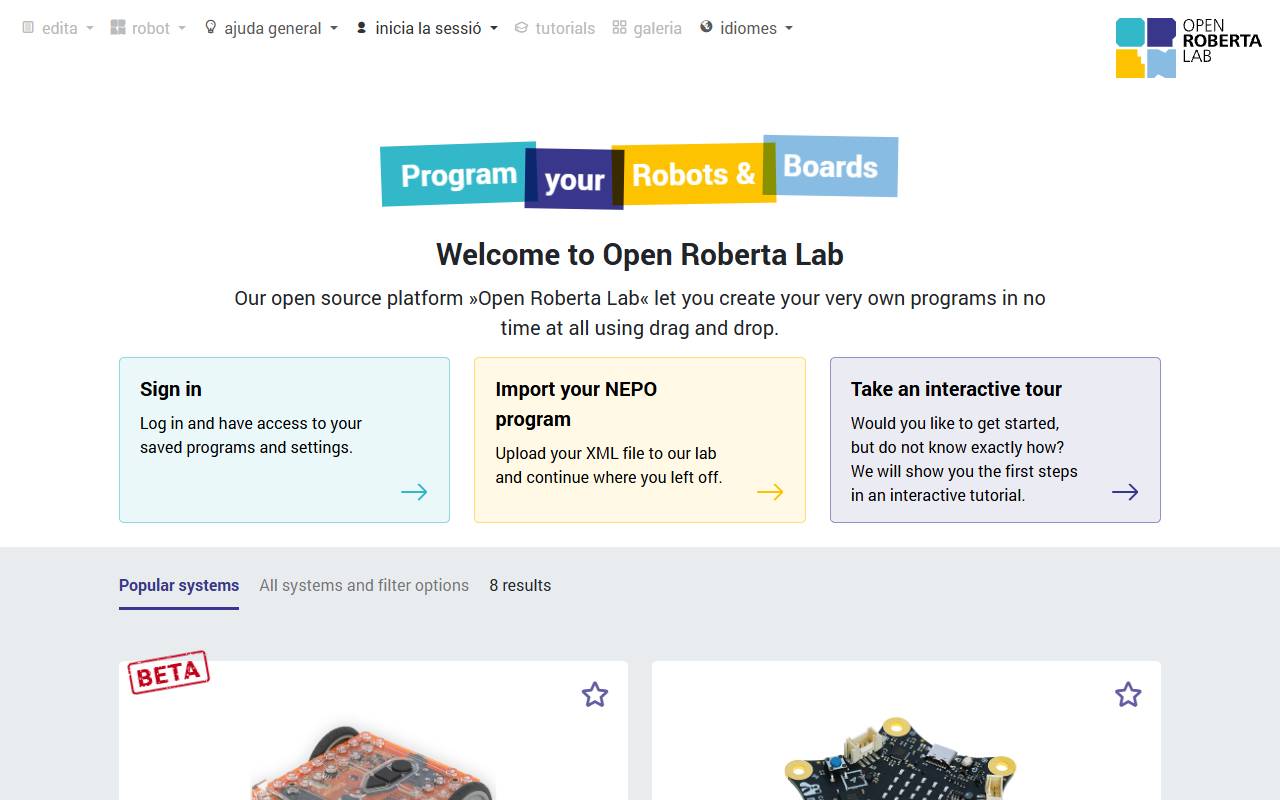 edita
robot
ajuda general
inicia la sessió
tutorials
galeria
idiomes
OPEN
ROBERTA
LAB
Program your Robots & Boards
Welcome to Open Roberta Lab
Our open source platform »Open Roberta Lab« let you create your very own programs in no
time at all using drag and drop.
Sign in
Log in and have access to your
saved programs and settings.
Import your NEPO
program
Upload your XML file to our lab
and continue where you left off.
Take an interactive tour
Would you like to get started,
but do not know exactly how?
We will show you the first steps
in an interactive tutorial.
Popular systems
All systems and filter options
8 results
BETA